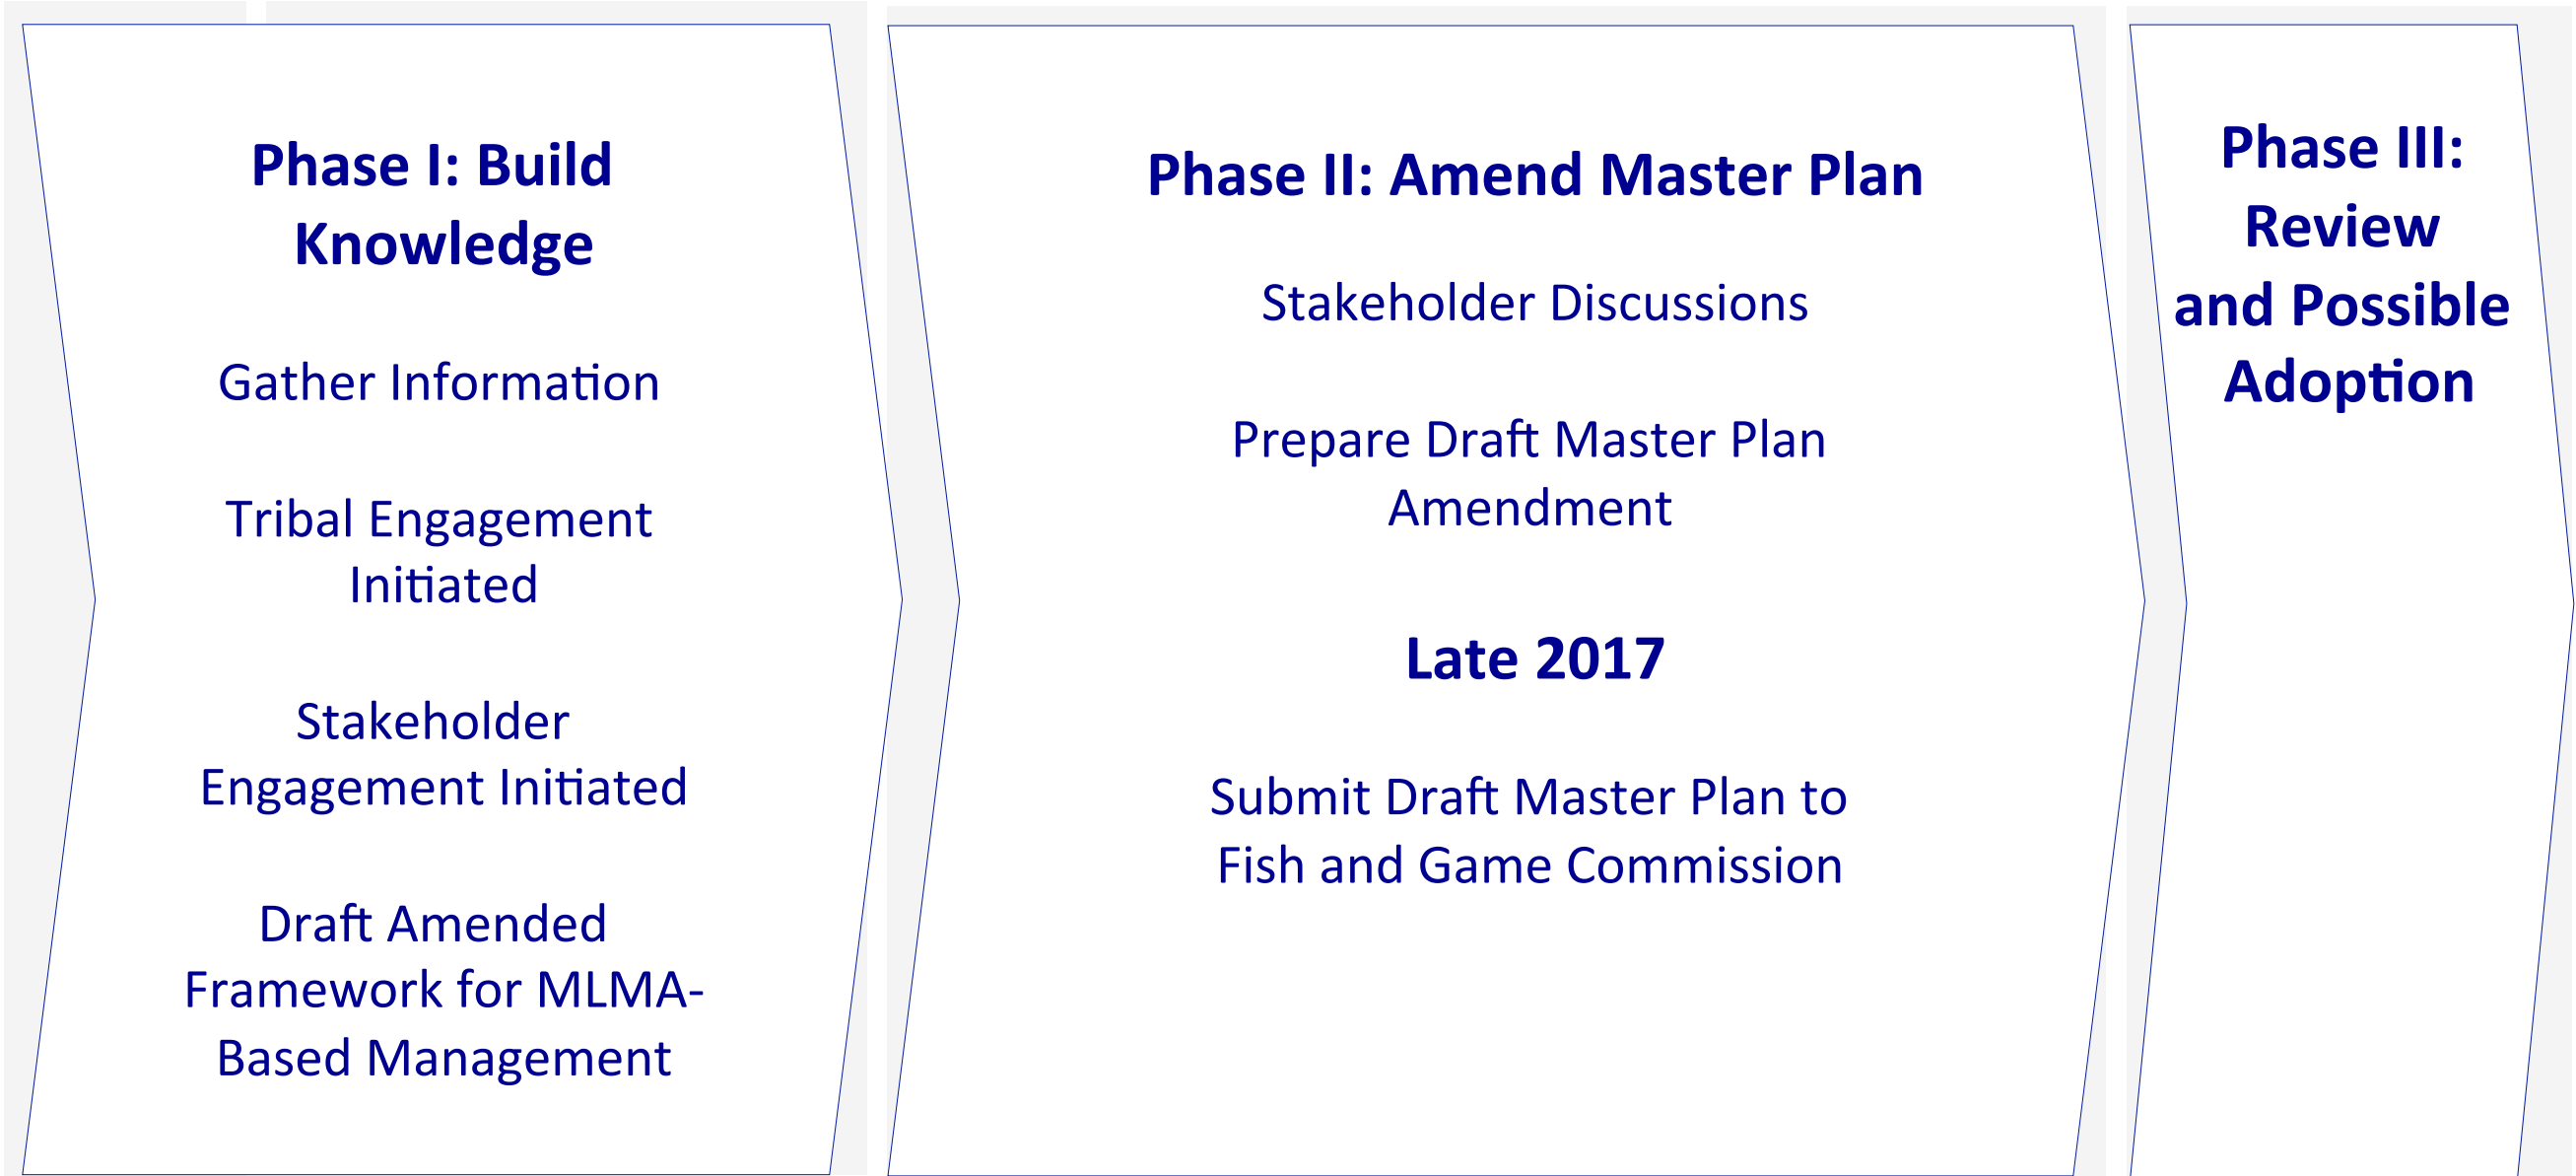 Phase I: Build
Knowledge
Gather Information
Tribal Engagement
Initiated
Stakeholder
Engagement Initiated
Draft Amended
Framework for MLMA-
Based Management
Phase II: Amend Master Plan
Stakeholder Discussions
Prepare Draft Master Plan
Amendment
Late 2017
Submit Draft Master Plan to
Fish and Game Commission
Phase III:
Review
and Possible
Adoption